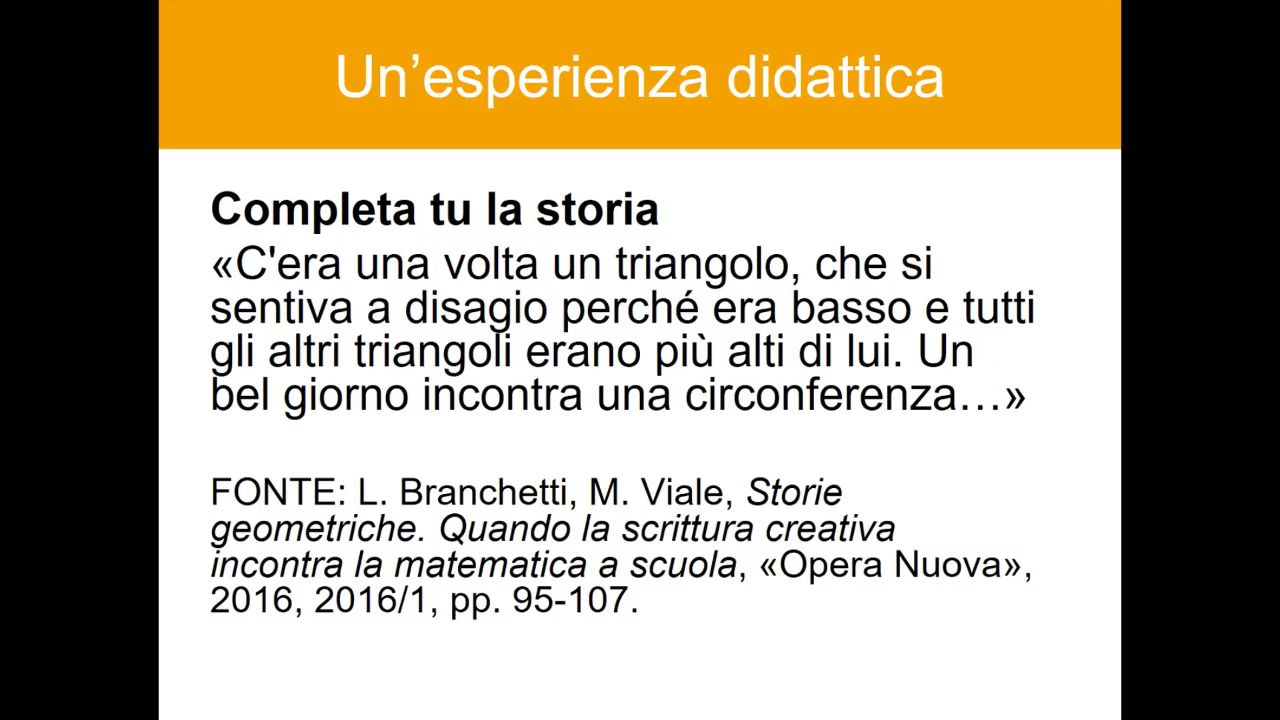 Un’esperienza didattica
Completa tu la storia
«C'era una volta un triangolo, che si
sentiva a disagio perché era basso e tutti
gli altri triangoli erano più alti di lui. Un
bel giorno incontra una circonferenza…»
FONTE: L. Branchetti, M. Viale, Storie
geometriche. Quando la scrittura creativa
incontra la matematica a scuola, «Opera Nuova»,
2016, 2016/1, pp. 95-107.